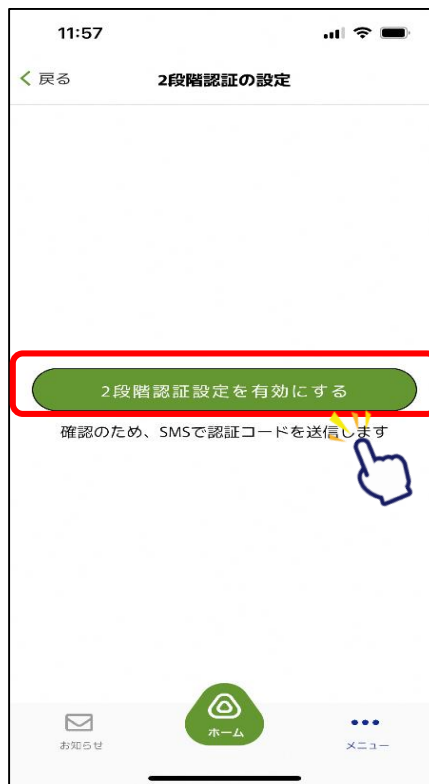 11:57
戻る
2段階認証の設定
2段階認証設定を有効にする
確認のため、SMSで認証コードを送信します
お知らせ
ホーム
メニュー